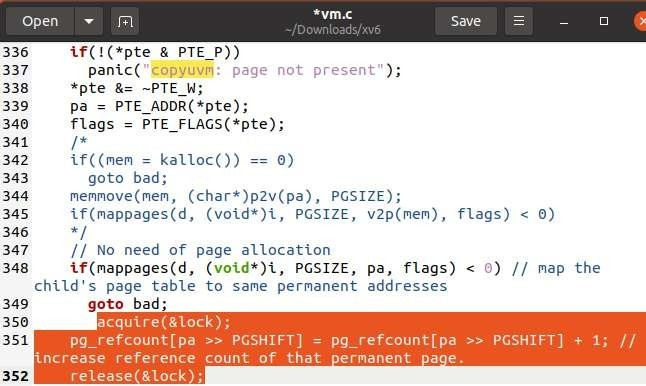 Open
*vm.c
~/Downloads/xv6
Save
336 if(!(*pte & PTE_P))
337 panic("copyuvm: page not present");
338 *pte &= ~PTE_W;
339 pa = PTE_ADDR(*pte);
340 flags = PTE_FLAGS(*pte);
341 /*
342 if((mem = kalloc()) == 0)
343 goto bad;
344 memmove(mem, (char*)p2v(pa), PGSIZE);
345 if(mappages(d, (void*)i, PGSIZE, v2p(mem), flags) < 0)
346 */
347 // No need of page allocation
348 if(mappages(d, (void*)i, PGSIZE, pa, flags) < 0) // map the
child's page table to same permanent addresses
349 goto bad;
350 acquire(&lock);
351 pg_refcount[pa >> PGSHIFT] = pg_refcount[pa >> PGSHIFT] + 1; //
increase reference count of that permanent page.
352 release(&lock);